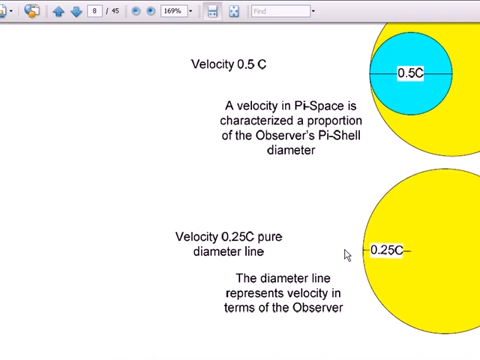 8 / 45
169%
Find
Velocity 0.5 C
0.5C
A velocity in Pi-Space is
characterized a proportion
of the Observer's Pi-Shell
diameter
Velocity 0.25C pure
diameter line
0.25C
The diameter line
represents velocity in
terms of the Observer